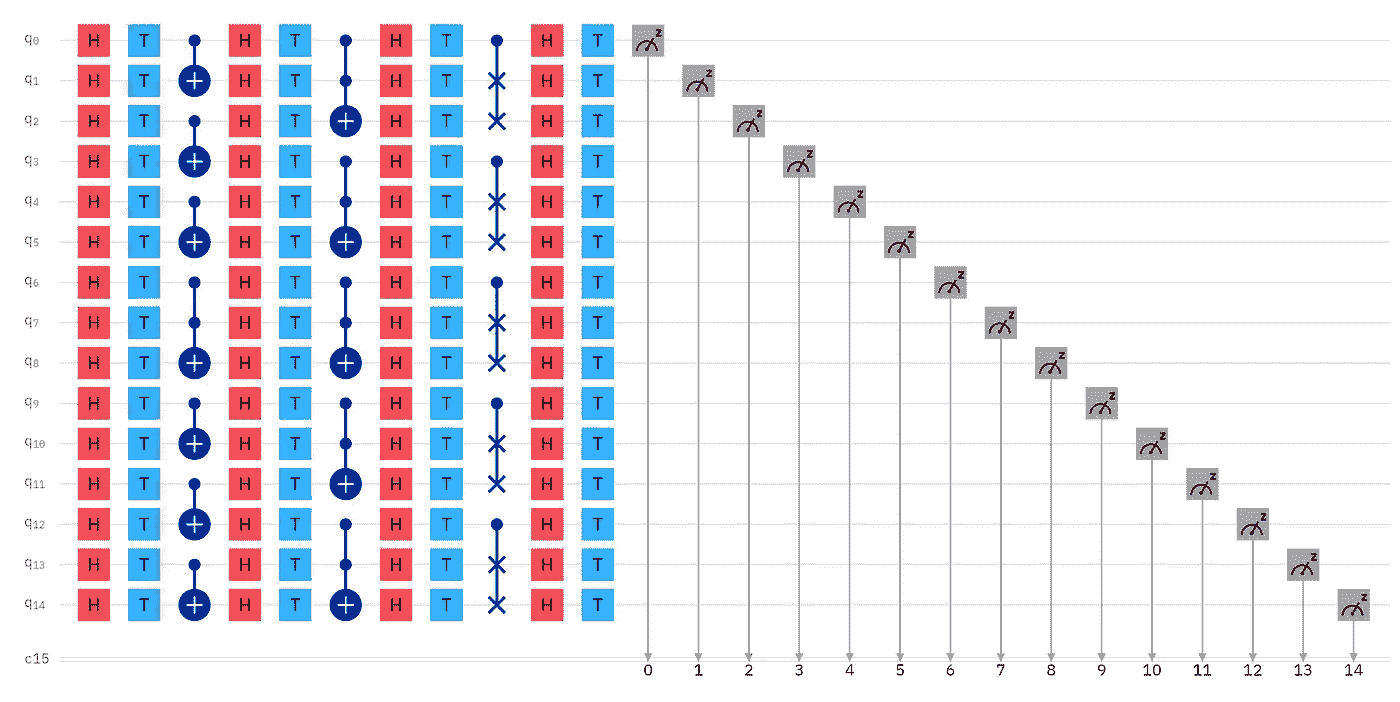 q0 H T H T H T H T z
q1 H T + H T H T H T z
q2 H T H T + H T H T z
q3 H T + H T H T H T z
q4 H T H T H T H T z
q5 H T + H T + H T H T z
q6 H T H T H T H T z
q7 H T H T H T H T z
q8 H T + H T + H T H T z
q9 H T H T H T H T z
q10 H T + H T H T H T z
q11 H T H T + H T H T z
q12 H T + H T H T H T z
q13 H T H T H T H T z
q14 H T + H T + H T H T z
c15
0 1 2 3 4 5 6 7 8 9 10 11 12 13 14